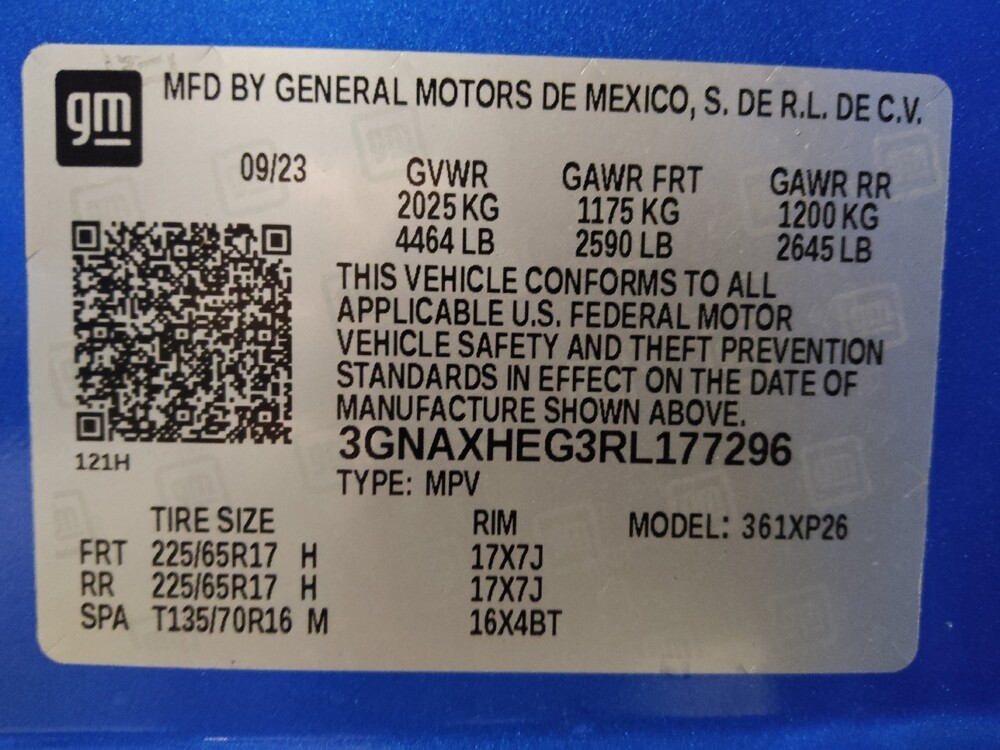 gm
MFD BY GENERAL MOTORS DE MEXICO, S. DE R.L. DE C.V.
09/23 GVWR GAWR FRT GAWR RR
2025 KG 1175 KG 1200 KG
4464 LB 2590 LB 2645 LB
THIS VEHICLE CONFORMS TO ALL
APPLICABLE U.S. FEDERAL MOTOR
VEHICLE SAFETY AND THEFT PREVENTION
STANDARDS IN EFFECT ON THE DATE OF
MANUFACTURE SHOWN ABOVE.
3GNAXHEG3RL177296
121H
TYPE: MPV
TIRE SIZE RIM MODEL: 361XP26
FRT 225/65R17 H 17X7J
RR 225/65R17 H 17X7J
SPA T135/70R16 M 16X4BT